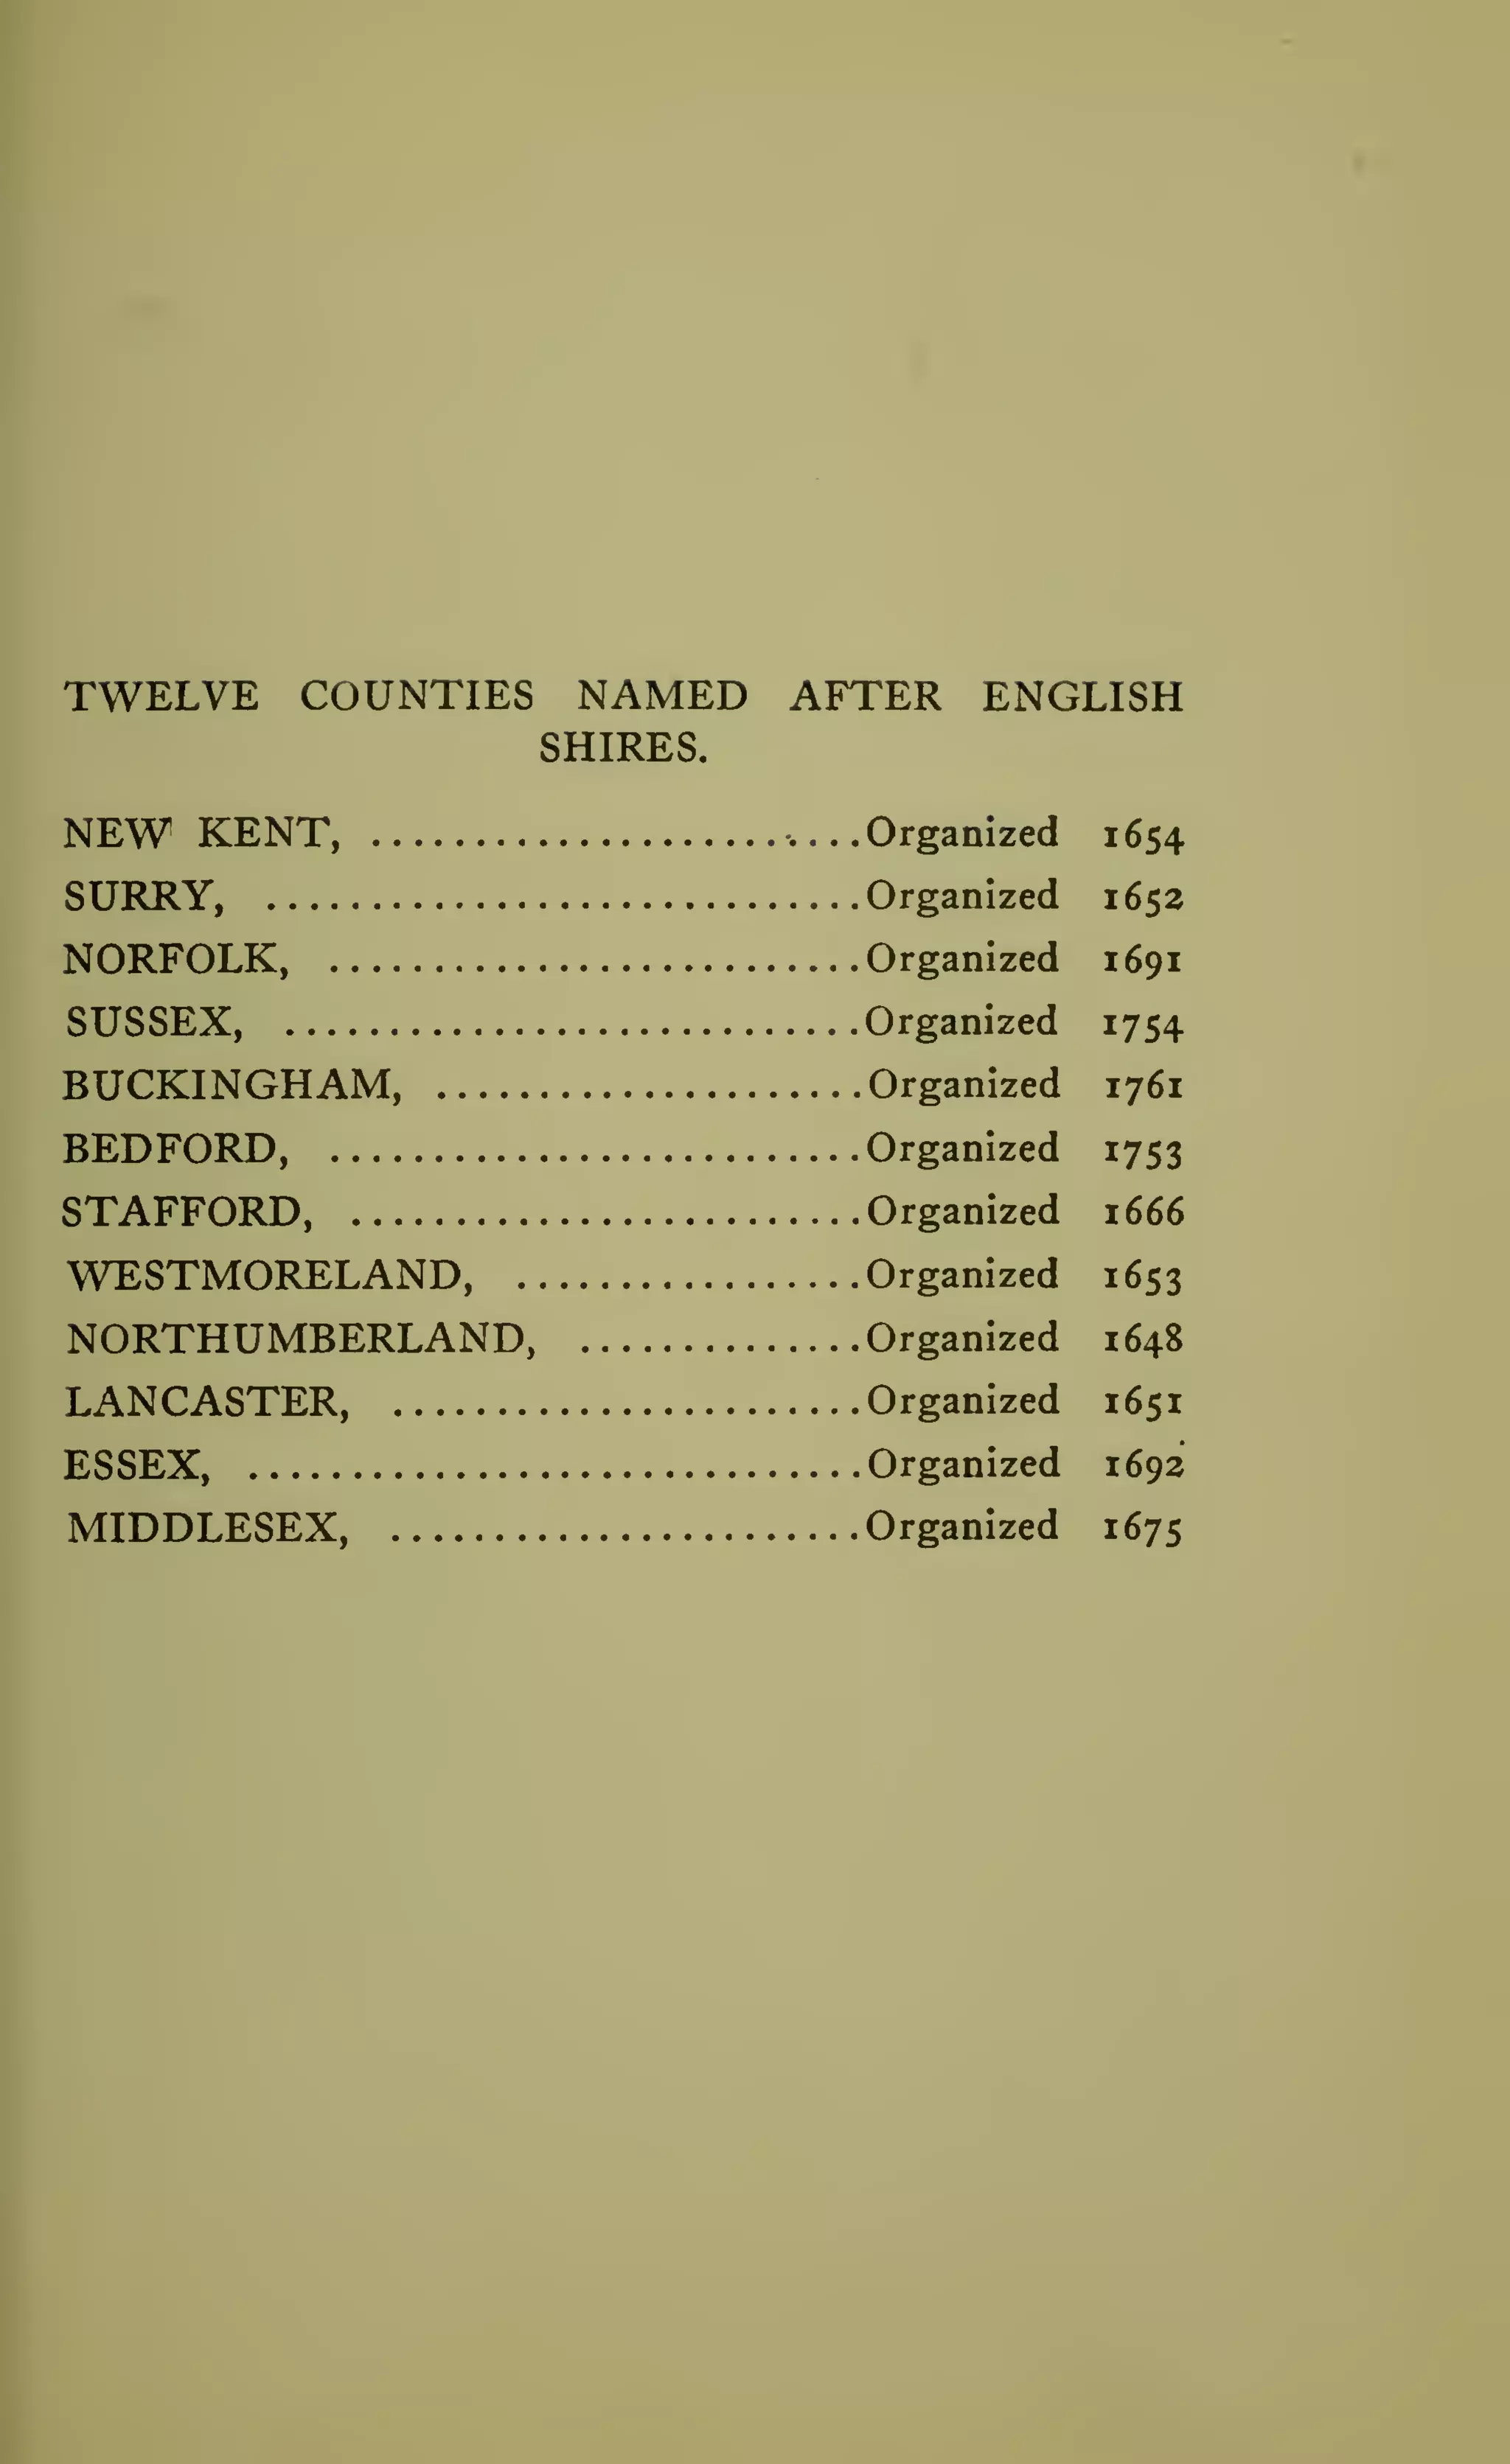 TWELVE COUNTIES NAMED AFTER ENGLISH
SHIRES.
NEW KENT, ........................Organized 1654
SURRY, .............................Organized 1652
NORFOLK, ..........................Organized 1691
SUSSEX, ............................Organized 1754
BUCKINGHAM, .....................Organized 1761
BEDFORD, ..........................Organized 1753
STAFFORD, .........................Organized 1666
WESTMORELAND, .................Organized 1653
NORTHUMBERLAND, ..............Organized 1648
LANCASTER, .......................Organized 1651
ESSEX, ..............................Organized 1692
MIDDLESEX, .......................Organized 1675